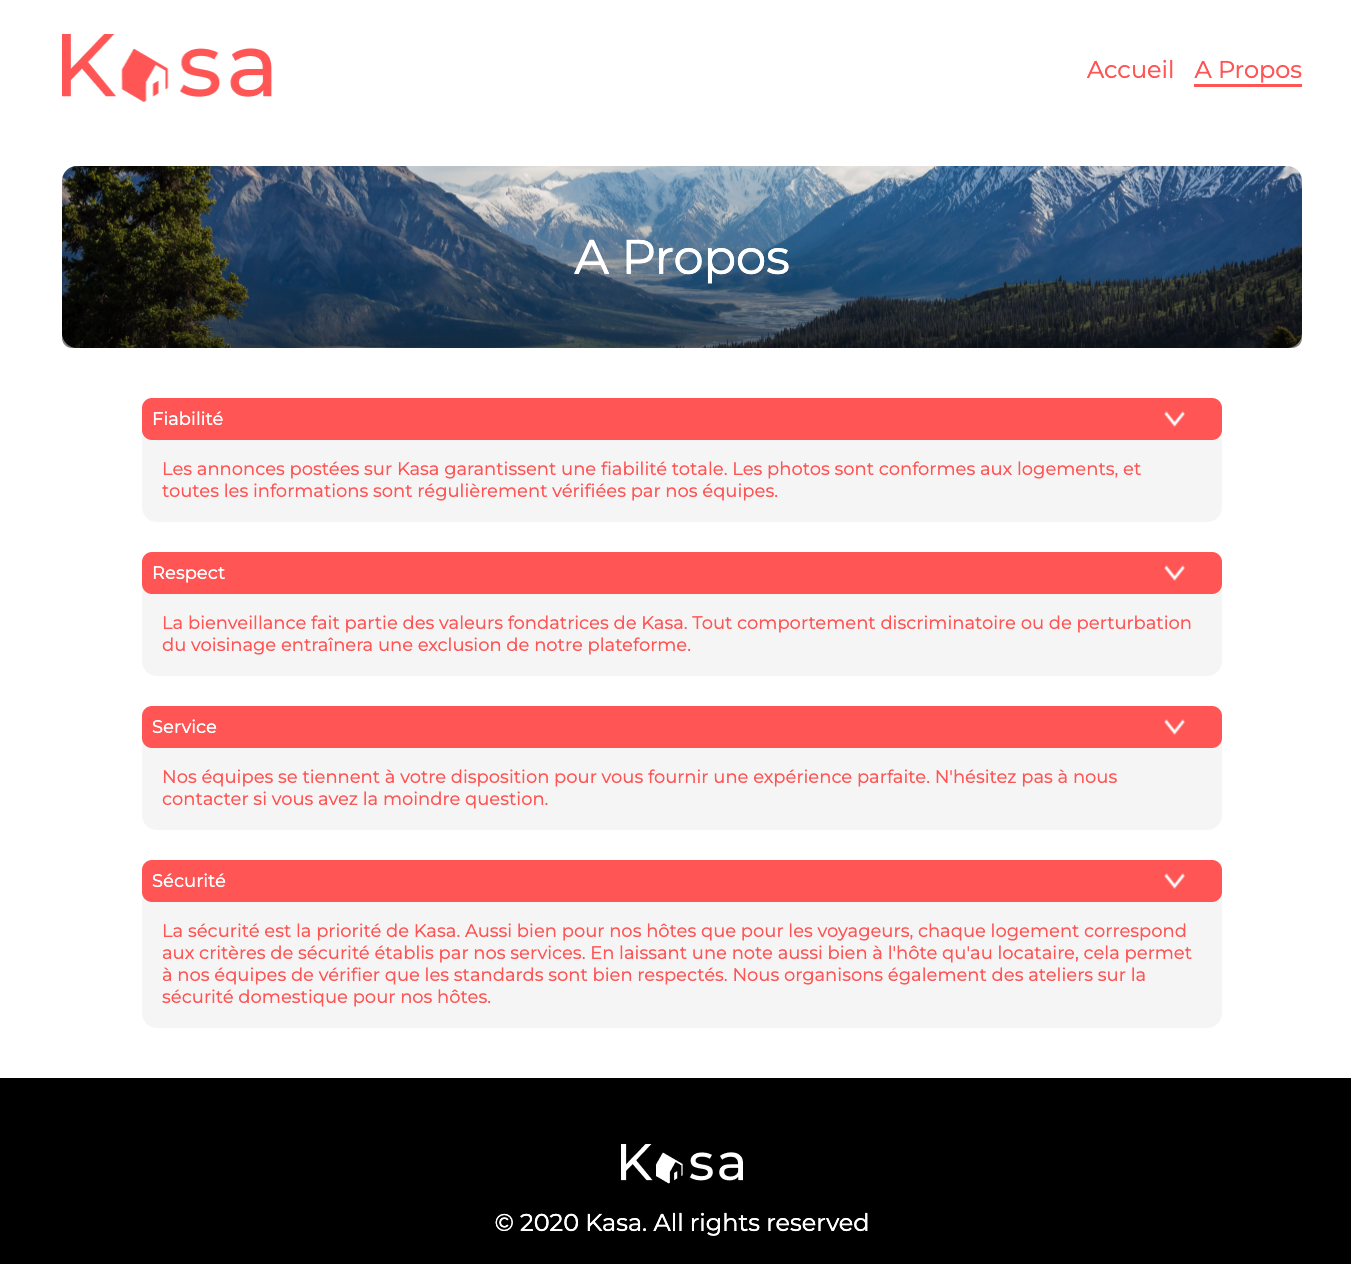 Kasa
Accueil A Propos
A Propos
Fiabilité
Les annonces postées sur Kasa garantissent une fiabilité totale. Les photos sont conformes aux logements, et
toutes les informations sont régulièrement vérifiées par nos équipes.
Respect
La bienveillance fait partie des valeurs fondatrices de Kasa. Tout comportement discriminatoire ou de perturbation
du voisinage entraînera une exclusion de notre plateforme.
Service
Nos équipes se tiennent à votre disposition pour vous fournir une expérience parfaite. N'hésitez pas à nous
contacter si vous avez la moindre question.
Sécurité
La sécurité est la priorité de Kasa. Aussi bien pour nos hôtes que pour les voyageurs, chaque logement correspond
aux critères de sécurité établis par nos services. En laissant une note aussi bien à l'hôte qu'au locataire, cela permet
à nos équipes de vérifier que les standards sont bien respectés. Nous organisons également des ateliers sur la
sécurité domestique pour nos hôtes.
Kasa
© 2020 Kasa. All rights reserved